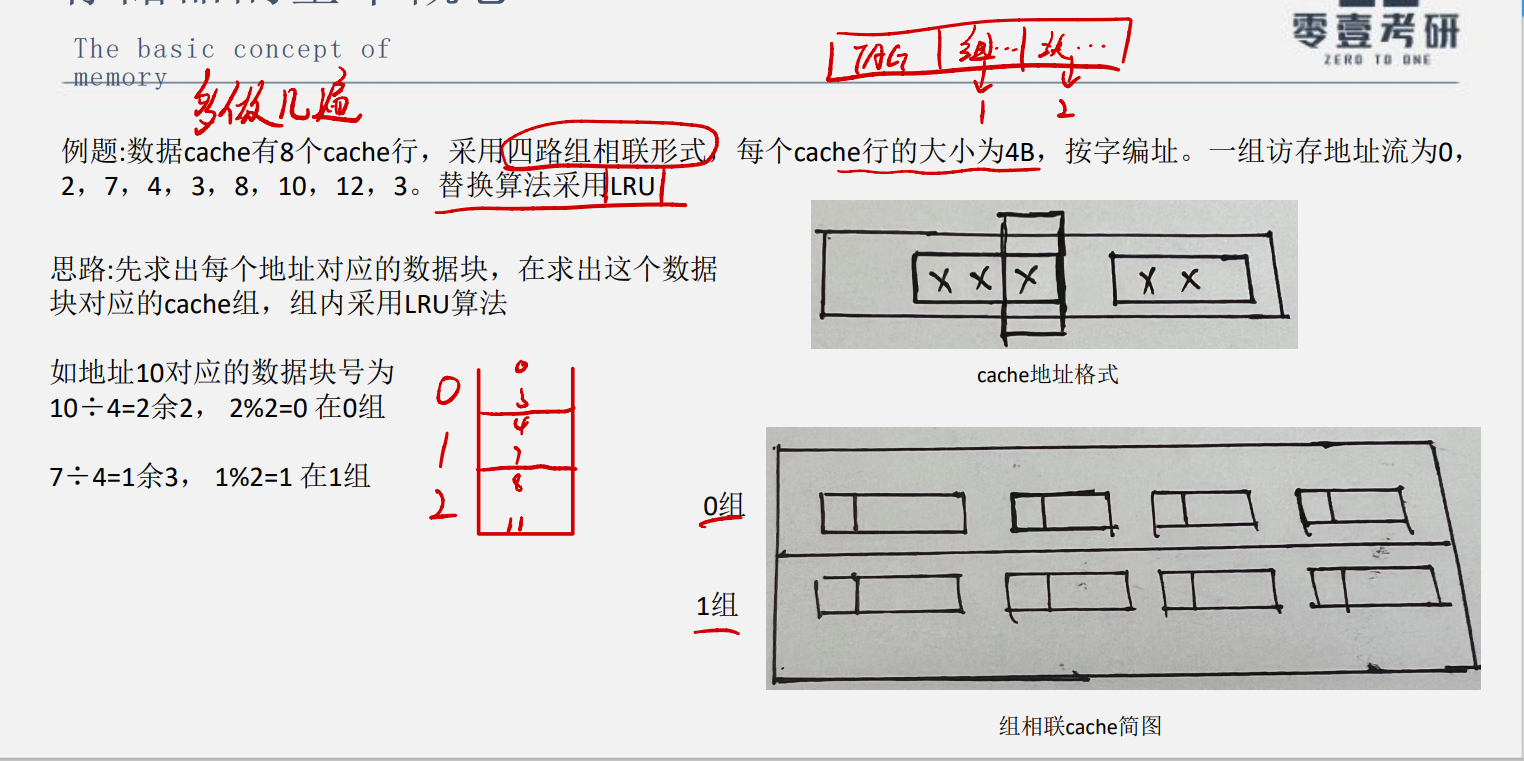 The basic concept of
memory
零壹考研
ZERO TO ONE
TAG 组… 块…
1 2
多做几遍
例题:数据cache有8个cache行，采用四路组相联形式，每个cache行的大小为4B，按字编址。一组访存地址流为0，
2，7，4，3，8，10，12，3。替换算法采用LRU
思路:先求出每个地址对应的数据块，在求出这个数据
块对应的cache组，组内采用LRU算法
X X X X X
cache地址格式
如地址10对应的数据块号为
10÷4=2余2， 2%2=0 在0组
7÷4=1余3， 1%2=1 在1组
0 0
3
1 4
7
2 8
11
0组
1组
组相联cache简图